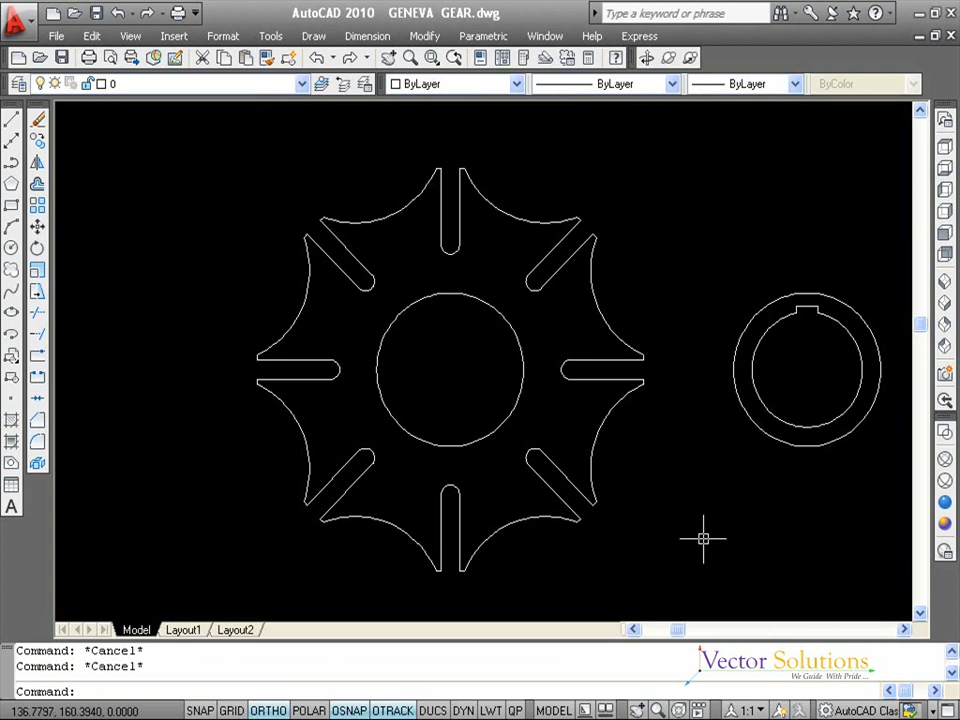 AutoCAD 2010 GENEVA GEAR.dwg
Type a keyword or phrase
File Edit View Insert Format Tools Draw Dimension Modify Parametric Window Help Express
0
ByLayer
ByLayer
ByLayer
ByColor
A
Model Layout1 Layout2
Command: *Cancel*
Command: *Cancel*
Command:
Vector Solutions
We Guide With Pride ...
136.7797, 160.3940, 0.0000 SNAP GRID ORTHO POLAR OSNAP OTRACK DUCS DYN LWT QP MODEL 1:1 AutoCAD Clas